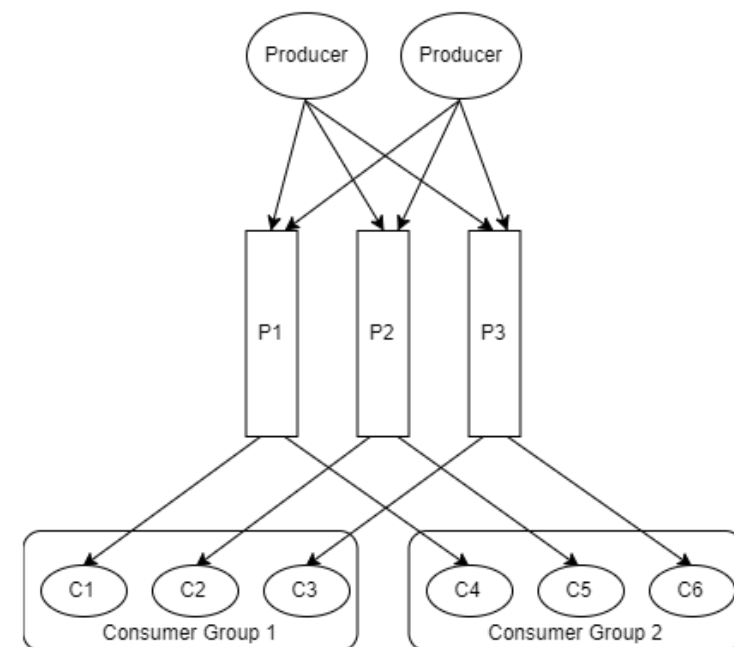 Producer
Producer
P1
P2
P3
C1
C2
C3
C4
C5
C6
Consumer Group 1
Consumer Group 2